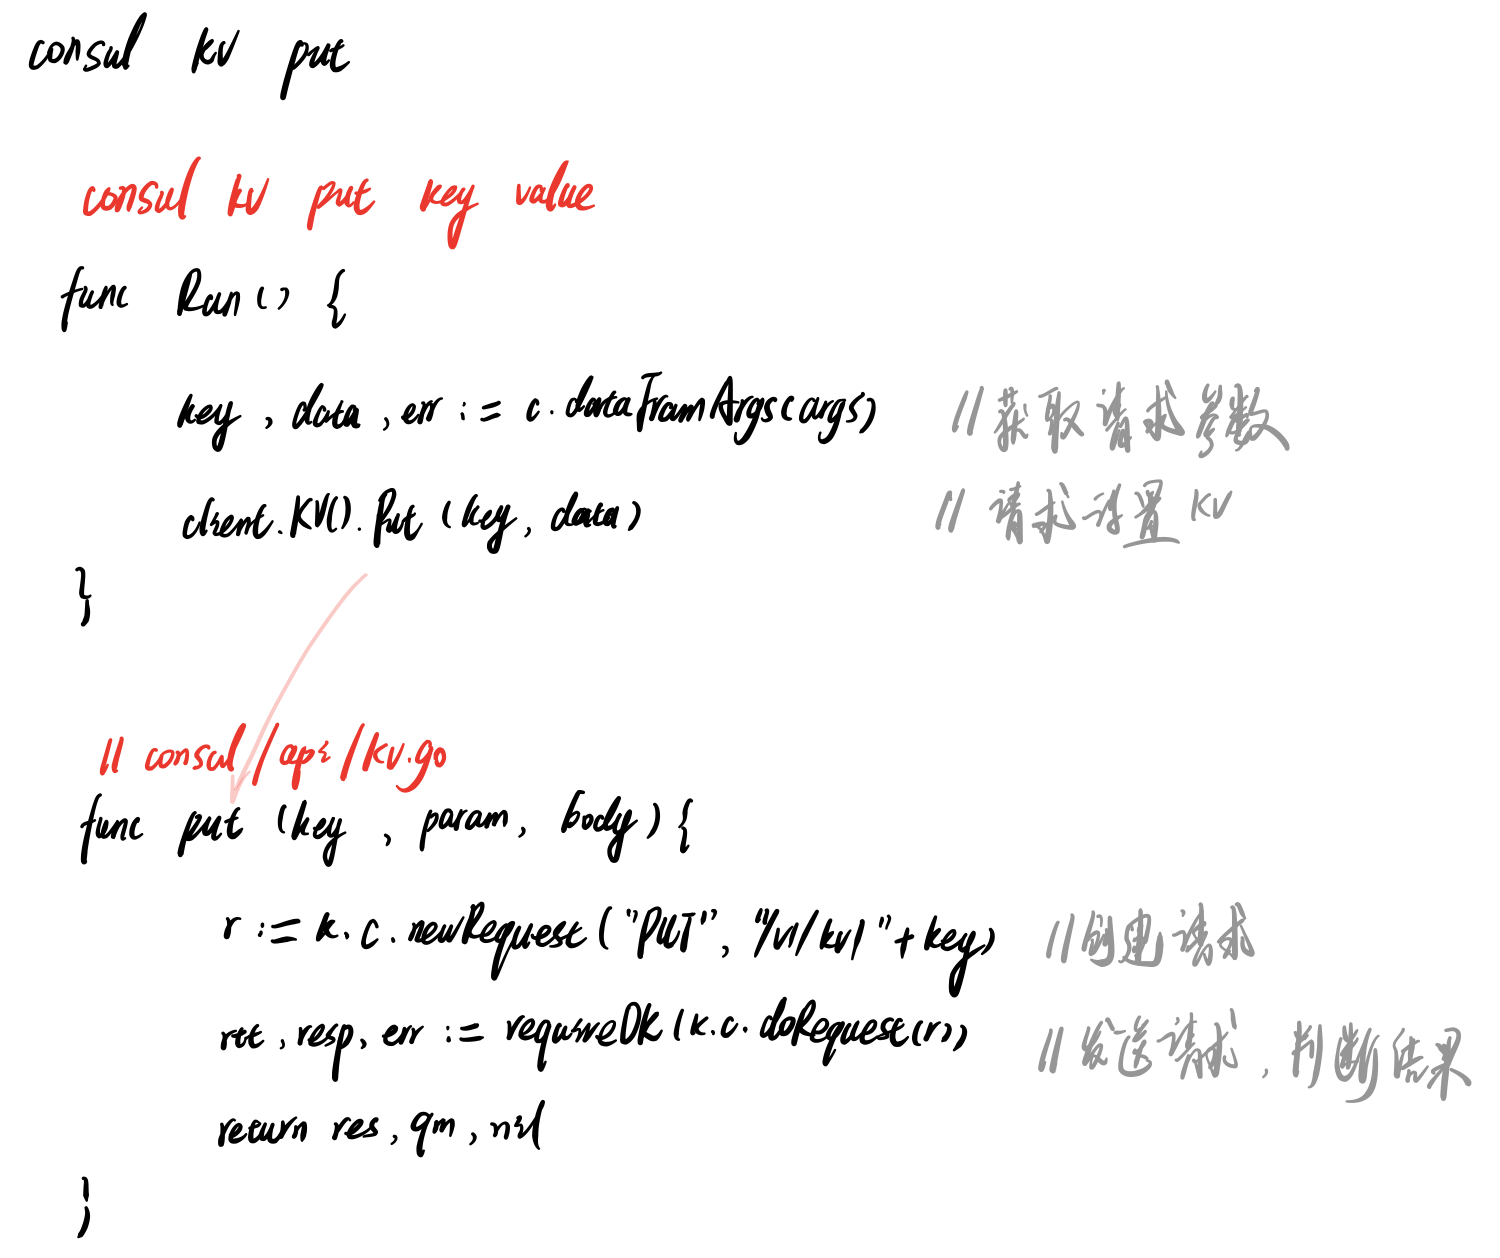 consul kv put
consul kv put key value
func Run() {
key, data, err := c.dataFromArgs(args) //获取请求参数
client.KV().Put(key, data) //请求设置KV
}
// consul/api/kv.go
func put (key, param, body) {
r := k.c.newRequest("PUT", "/v1/kv/"+key) //创建请求
rtt, resp, err := requireOK(k.c.doRequest(r)) //发送请求,判断结果
return res, qm, nil
}